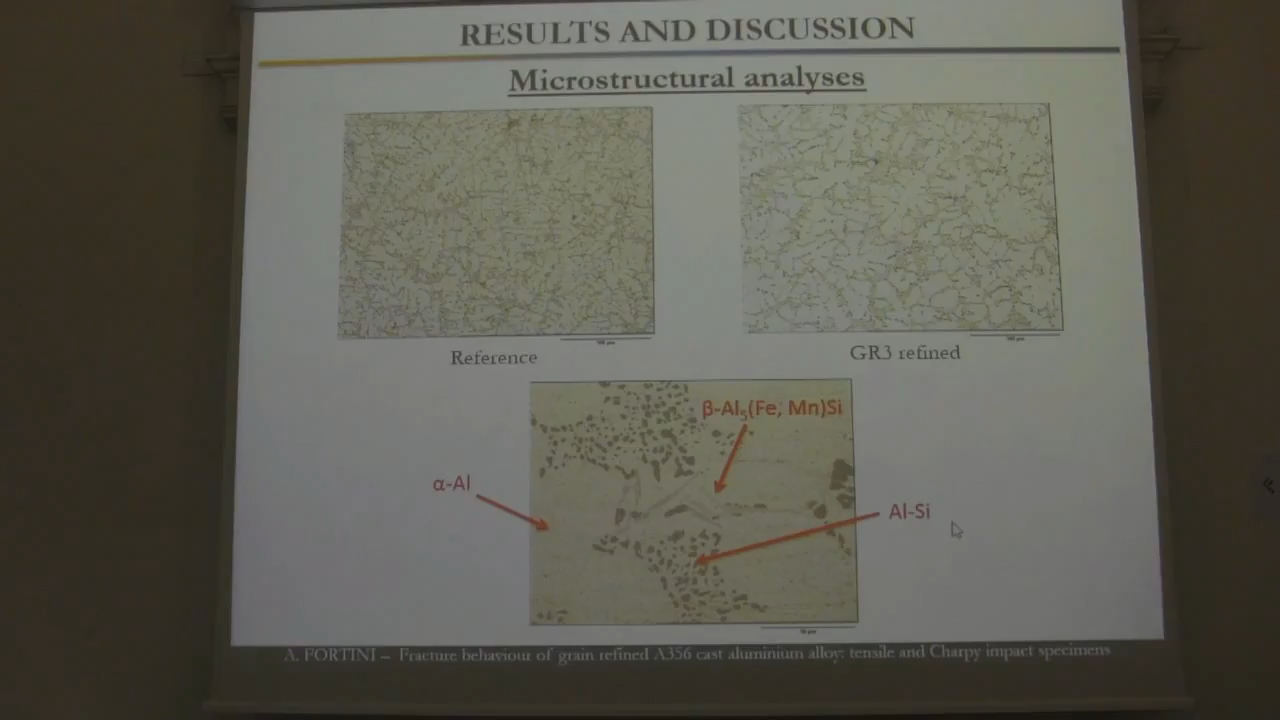 RESULTS AND DISCUSSION
Microstructural analyses
Reference
GR3 refined
β-Al5(Fe, Mn)Si
α-Al
Al-Si
A. FORTINI – Fracture behaviour of grain refined A356 cast aluminium alloy: tensile and Charpy impact specimens